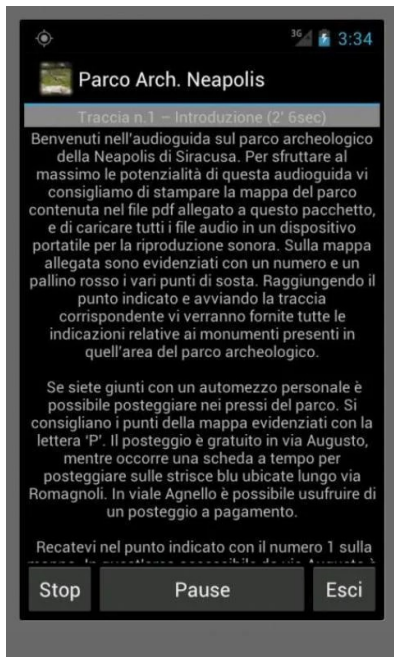 3G 3:34
Parco Arch. Neapolis
Traccia n.1 – Introduzione (2' 6sec)
Benvenuti nell'audioguida sul parco archeologico
della Neapolis di Siracusa. Per sfruttare al
massimo le potenzialità di questa audioguida vi
consigliamo di stampare la mappa del parco
contenuta nel file pdf allegato a questo pacchetto,
e di caricare tutti i file audio in un dispositivo
portatile per la riproduzione sonora. Sulla mappa
allegata sono evidenziati con un numero e un
pallino rosso i vari punti di sosta. Raggiungendo il
punto indicato e avviando la traccia
corrispondente vi verranno fornite tutte le
indicazioni relative ai monumenti presenti in
quell'area del parco archeologico.
Se siete giunti con un automezzo personale è
possibile posteggiare nei pressi del parco. Si
consigliano i punti della mappa evidenziati con la
lettera 'P'. Il posteggio è gratuito in via Augusto,
mentre occorre una scheda a tempo per
posteggiare sulle strisce blu ubicate lungo via
Romagnoli. In viale Agnello è possibile usufruire di
un posteggio a pagamento.
Recatevi nel punto indicato con il numero 1 sulla
Stop Pause Esci